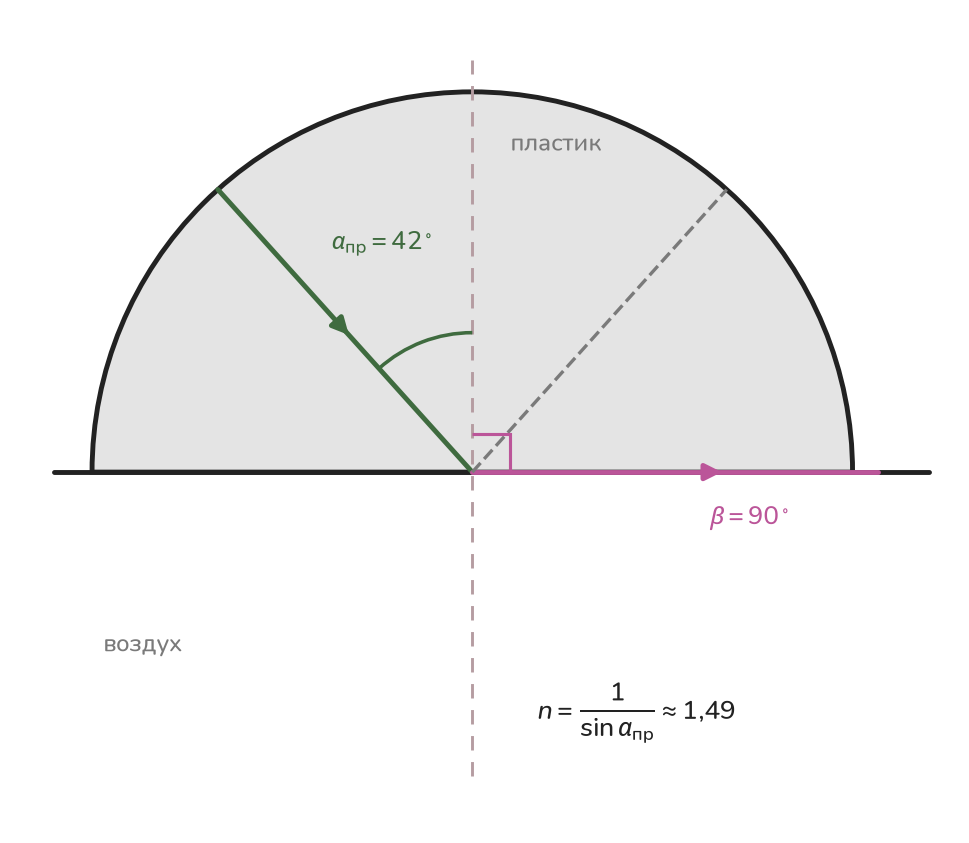 пластик
αпр = 42°
β = 90°
воздух
n = 1 / sin αпр ≈ 1,49